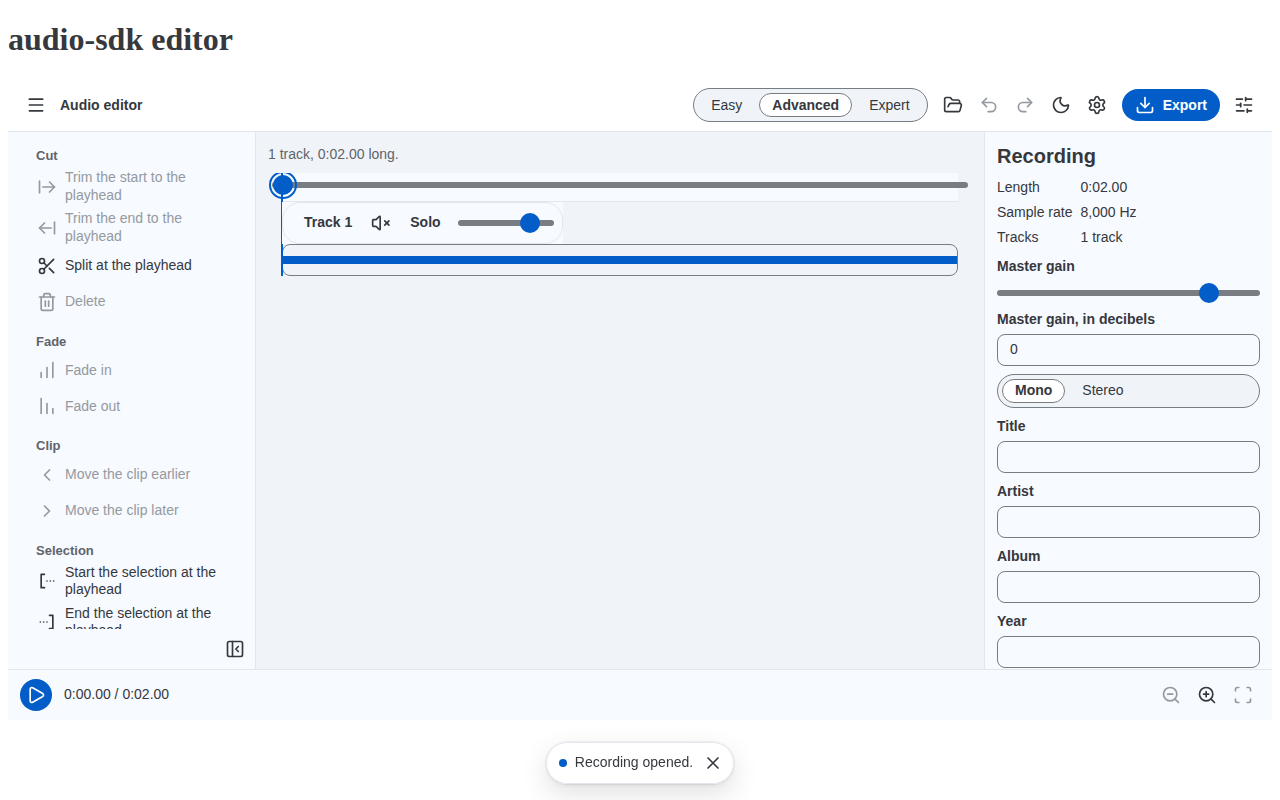 audio-sdk editor
Audio editor
Easy
Advanced
Expert
Export
Cut
Trim the start to the
playhead
Trim the end to the
playhead
Split at the playhead
Delete
Fade
Fade in
Fade out
Clip
Move the clip earlier
Move the clip later
Selection
Start the selection at the
playhead
End the selection at the
playhead
1 track, 0:02.00 long.
Track 1
Solo
Recording
Length 0:02.00
Sample rate 8,000 Hz
Tracks 1 track
Master gain
Master gain, in decibels
0
Mono
Stereo
Title
Artist
Album
Year
0:00.00 / 0:02.00
Recording opened.